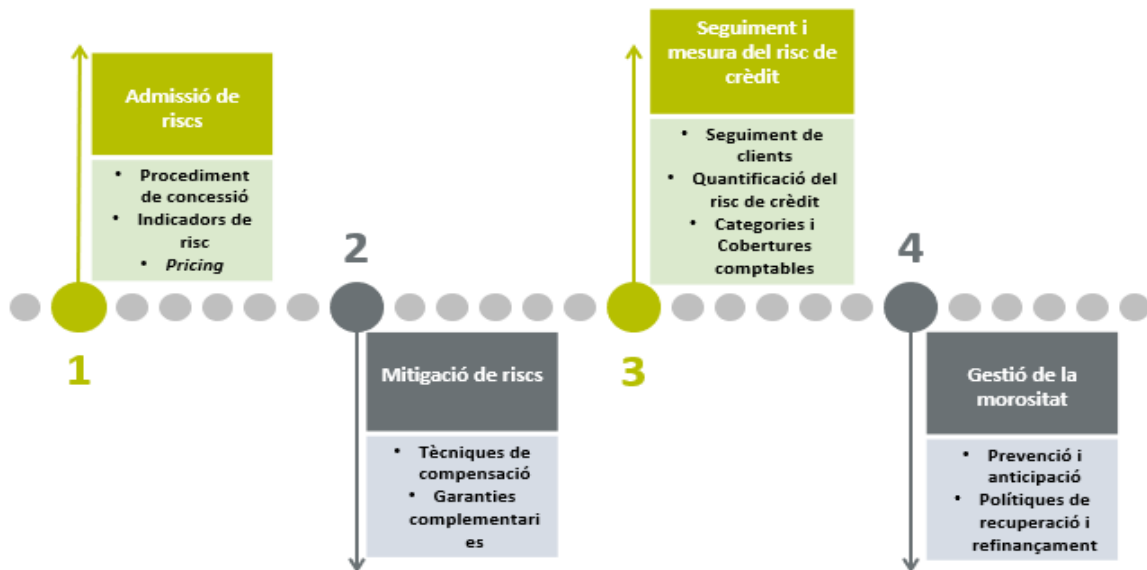 Admissió de
riscs
• Procediment
de concessió
• Indicadors de
risc
• Pricing
1
2
Mitigació de riscs
• Tècniques de
compensació
• Garanties
complementari
es
Seguiment i
mesura del risc de
crèdit
• Seguiment de
clients
• Quantificació del
risc de crèdit
• Categories i
Cobertures
comptables
3
4
Gestió de la
morositat
• Prevenció i
anticipació
• Polítiques de
recuperació i
refinançament